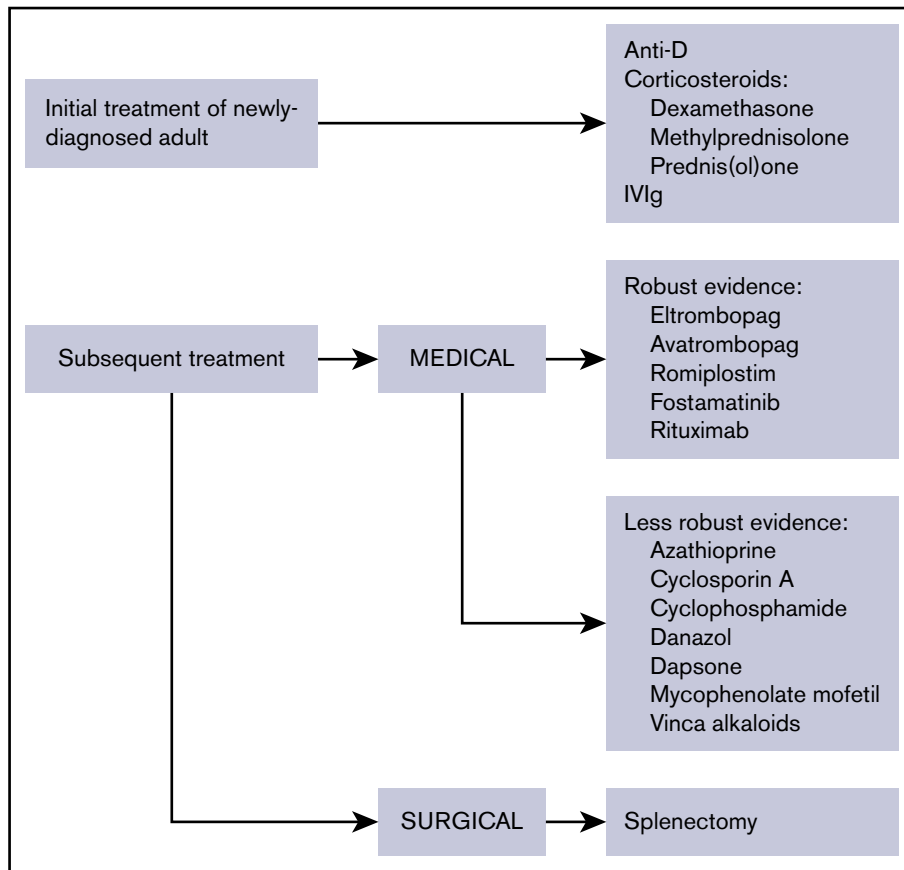 Initial treatment of newly-
diagnosed adult
Anti-D
Corticosteroids:
Dexamethasone
Methylprednisolone
Prednis(ol)one
IVIg
Subsequent treatment
MEDICAL
Robust evidence:
Eltrombopag
Avatrombopag
Romiplostim
Fostamatinib
Rituximab
Less robust evidence:
Azathioprine
Cyclosporin A
Cyclophosphamide
Danazol
Dapsone
Mycophenolate mofetil
Vinca alkaloids
SURGICAL
Splenectomy